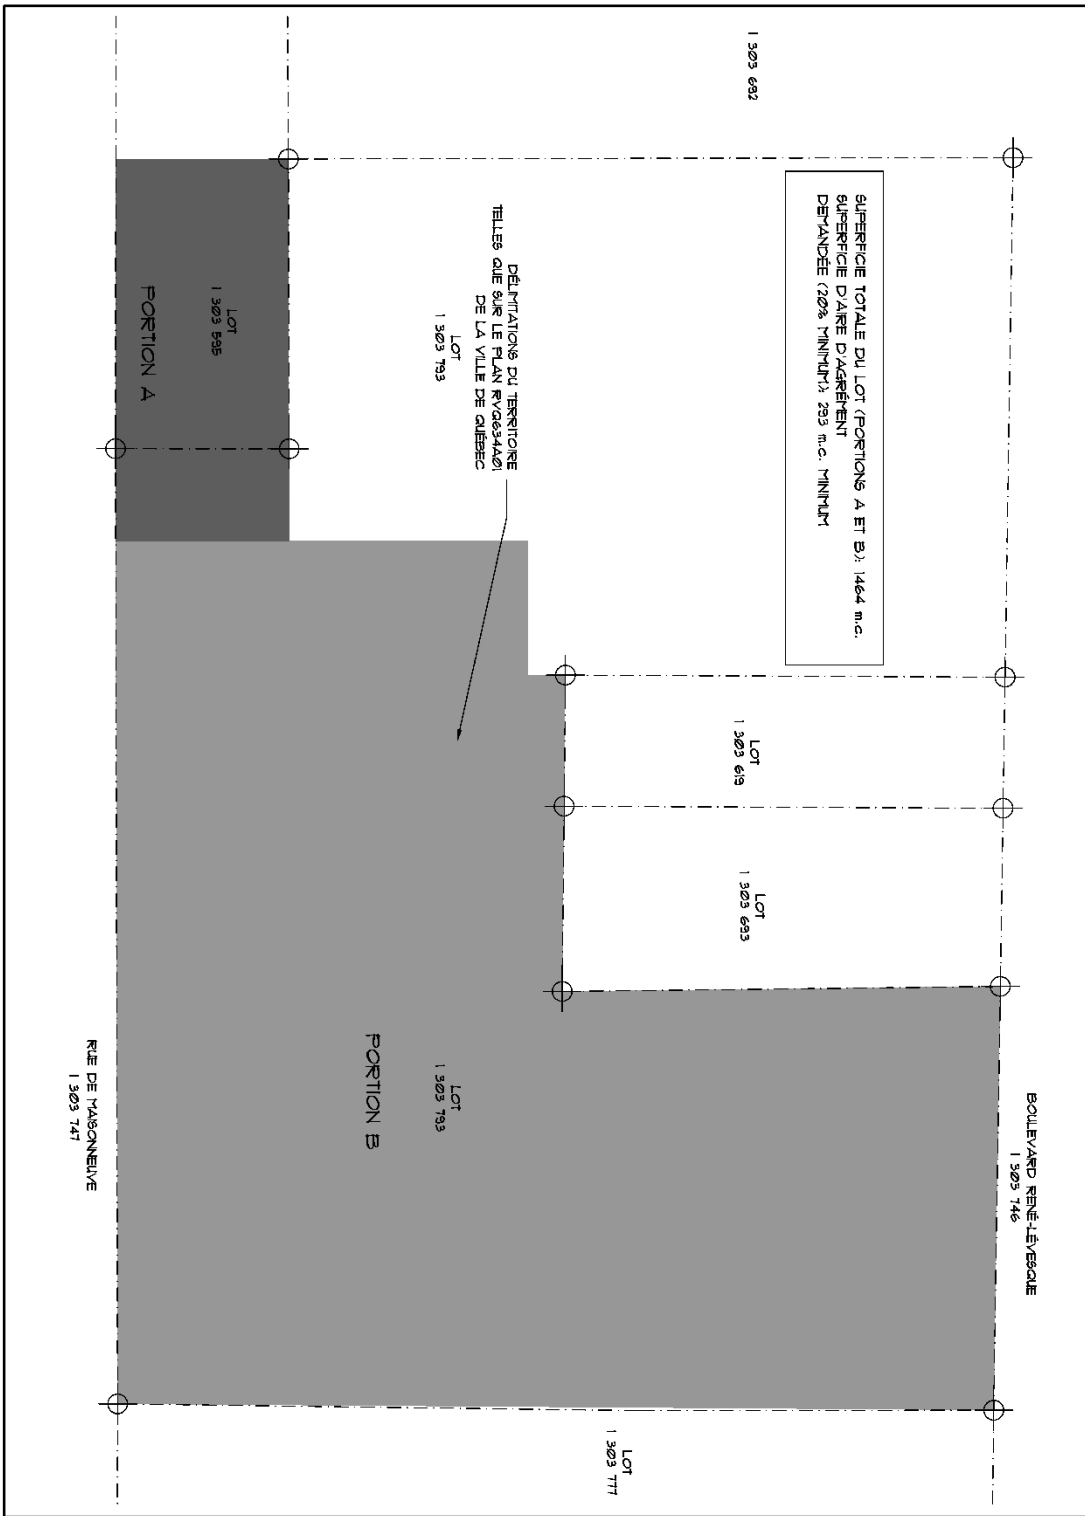 BOULEVARD RENÉ-LÉVESQUE
1 303 746
1 303 692
SUPERFICIE TOTALE DU LOT (PORTIONS A ET B): 1464 m.c.
SUPERFICIE D'AIRE D'AGRÉMENT
DEMANDÉE (20% MINIMUM): 293 m.c. MINIMUM
LOT
1 303 619
LOT
1 303 693
LOT
1 303 777
DÉLIMITATIONS DU TERRITOIRE
TELLES QUE SUR LE PLAN RVQ634A01
DE LA VILLE DE QUÉBEC
LOT
1 303 793
LOT
1 303 793
PORTION B
LOT
1 303 595
PORTION A
RUE DE MAISONNEUVE
1 303 747